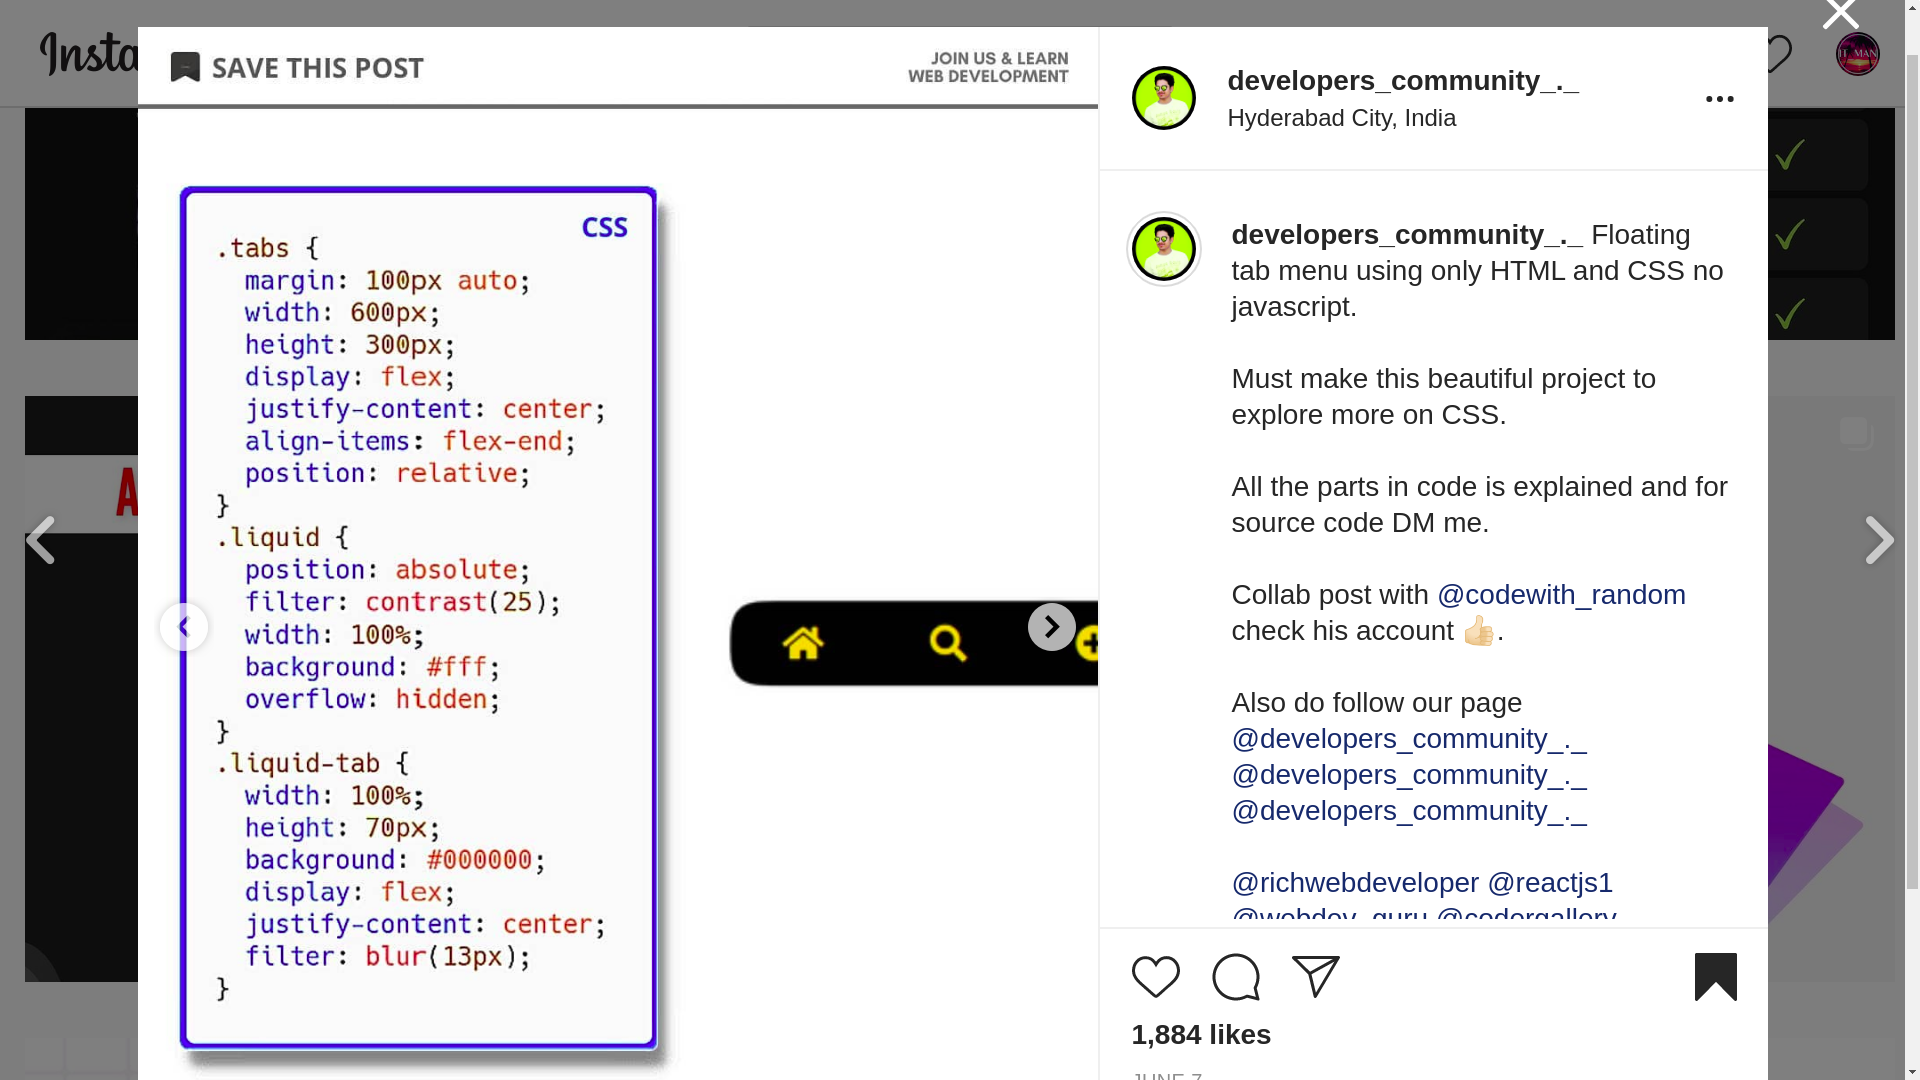 Insta
SAVE THIS POST
JOIN US & LEARN
WEB DEVELOPMENT
CSS
.tabs {
margin: 100px auto;
width: 600px;
height: 300px;
display: flex;
justify-content: center;
align-items: flex-end;
position: relative;
}
.liquid {
position: absolute;
filter: contrast(25);
width: 100%;
background: #fff;
overflow: hidden;
}
.liquid-tab {
width: 100%;
height: 70px;
background: #000000;
display: flex;
justify-content: center;
filter: blur(13px);
}
developers_community_._
Hyderabad City, India
developers_community_._ Floating
tab menu using only HTML and CSS no
javascript.
Must make this beautiful project to
explore more on CSS.
All the parts in code is explained and for
source code DM me.
Collab post with @codewith_random
check his account 👍🏻.
Also do follow our page
@developers_community_._
@developers_community_._
@developers_community_._
@richwebdeveloper @reactjs1
@webdev_guru @codergallery
1,884 likes
JUNE 7
IT MAN
A